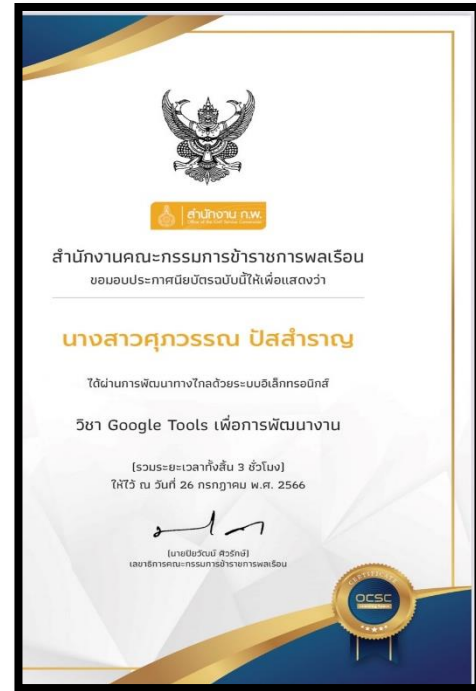 สำนักงาน ก.พ.
Office of the Civil Service Commission
สำนักงานคณะกรรมการข้าราชการพลเรือน
ขอมอบประกาศนียบัตรฉบับนี้ให้เพื่อแสดงว่า
นางสาวศุภวรรณ ปัสสำราญ
ได้ผ่านการพัฒนาทางไกลด้วยระบบอิเล็กทรอนิกส์
วิชา Google Tools เพื่อการพัฒนางาน
(รวมระยะเวลาทั้งสิ้น 3 ชั่วโมง)
ให้ไว้ ณ วันที่ 26 กรกฎาคม พ.ศ. 2566
(นายปิยวัฒน์ ศิวรักษ์)
เลขาธิการคณะกรรมการข้าราชการพลเรือน
CERTIFICATE
OCSC